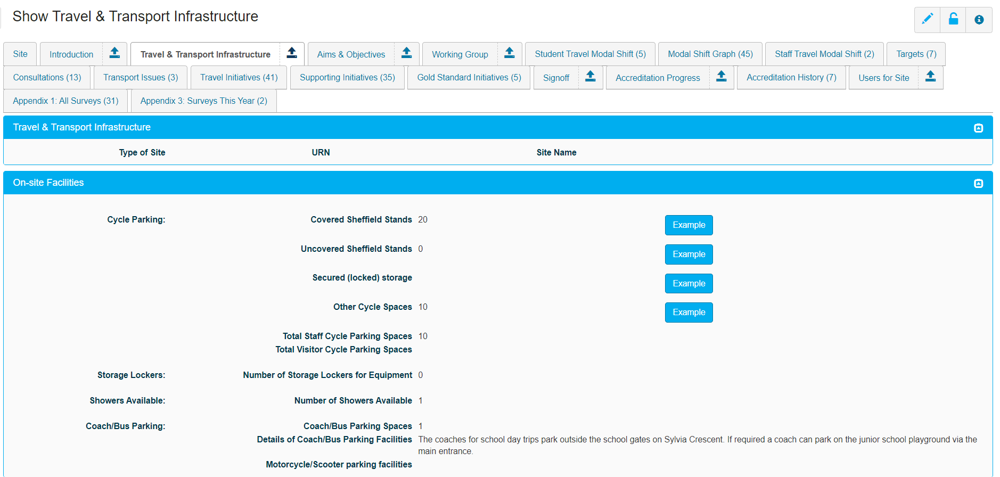 Show Travel & Transport Infrastructure
Site
Introduction
Travel & Transport Infrastructure
Aims & Objectives
Working Group
Student Travel Modal Shift (5)
Modal Shift Graph (45)
Staff Travel Modal Shift (2)
Targets (7)
Consultations (13)
Transport Issues (3)
Travel Initiatives (41)
Supporting Initiatives (35)
Gold Standard Initiatives (5)
Signoff
Accreditation Progress
Accreditation History (7)
Users for Site
Appendix 1: All Surveys (31)
Appendix 3: Surveys This Year (2)
Travel & Transport Infrastructure
Type of Site
URN
Site Name
On-site Facilities
Cycle Parking:
Covered Sheffield Stands 20
Example
Uncovered Sheffield Stands 0
Example
Secured (locked) storage
Example
Other Cycle Spaces 10
Example
Total Staff Cycle Parking Spaces 10
Total Visitor Cycle Parking Spaces
Storage Lockers:
Number of Storage Lockers for Equipment 0
Showers Available:
Number of Showers Available 1
Coach/Bus Parking:
Coach/Bus Parking Spaces 1
Details of Coach/Bus Parking Facilities The coaches for school day trips park outside the school gates on Sylvia Crescent. If required a coach can park on the junior school playground via the
main entrance.
Motorcycle/Scooter parking facilities